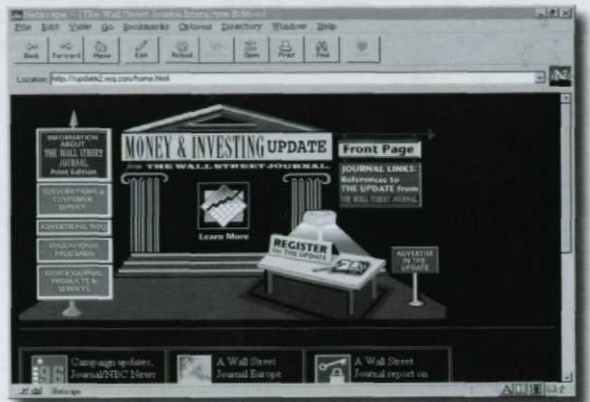 Netscape - [The Wall Street Journal Interactive Edition]
File Edit View Go Bookmarks Options Directory Window Help
Back Forward Home Edit Reload Open Print Find
Location: http://update2.wsj.com/home.html
N
INFORMATION
ABOUT
THE WALL STREET
JOURNAL.
Print Edition
SUBSCRIPTIONS &
CUSTOMER
SERVICE
ADVERTISING INFO
EDUCATIONAL
PROGRAMS
OTHER JOURNAL
PRODUCTS &
SERVICES
MONEY & INVESTING UPDATE
from THE WALL STREET JOURNAL.
Learn More
REGISTER
for THE UPDATE
Front Page
JOURNAL LINKS:
References to
THE UPDATE from
THE WALL STREET JOURNAL.
ADVERTISE
IN THE
UPDATE
96
Campaign updates,
Journal/NBC News
A Wall Street
Journal Europe
A Wall Street
Journal report on
Netscape